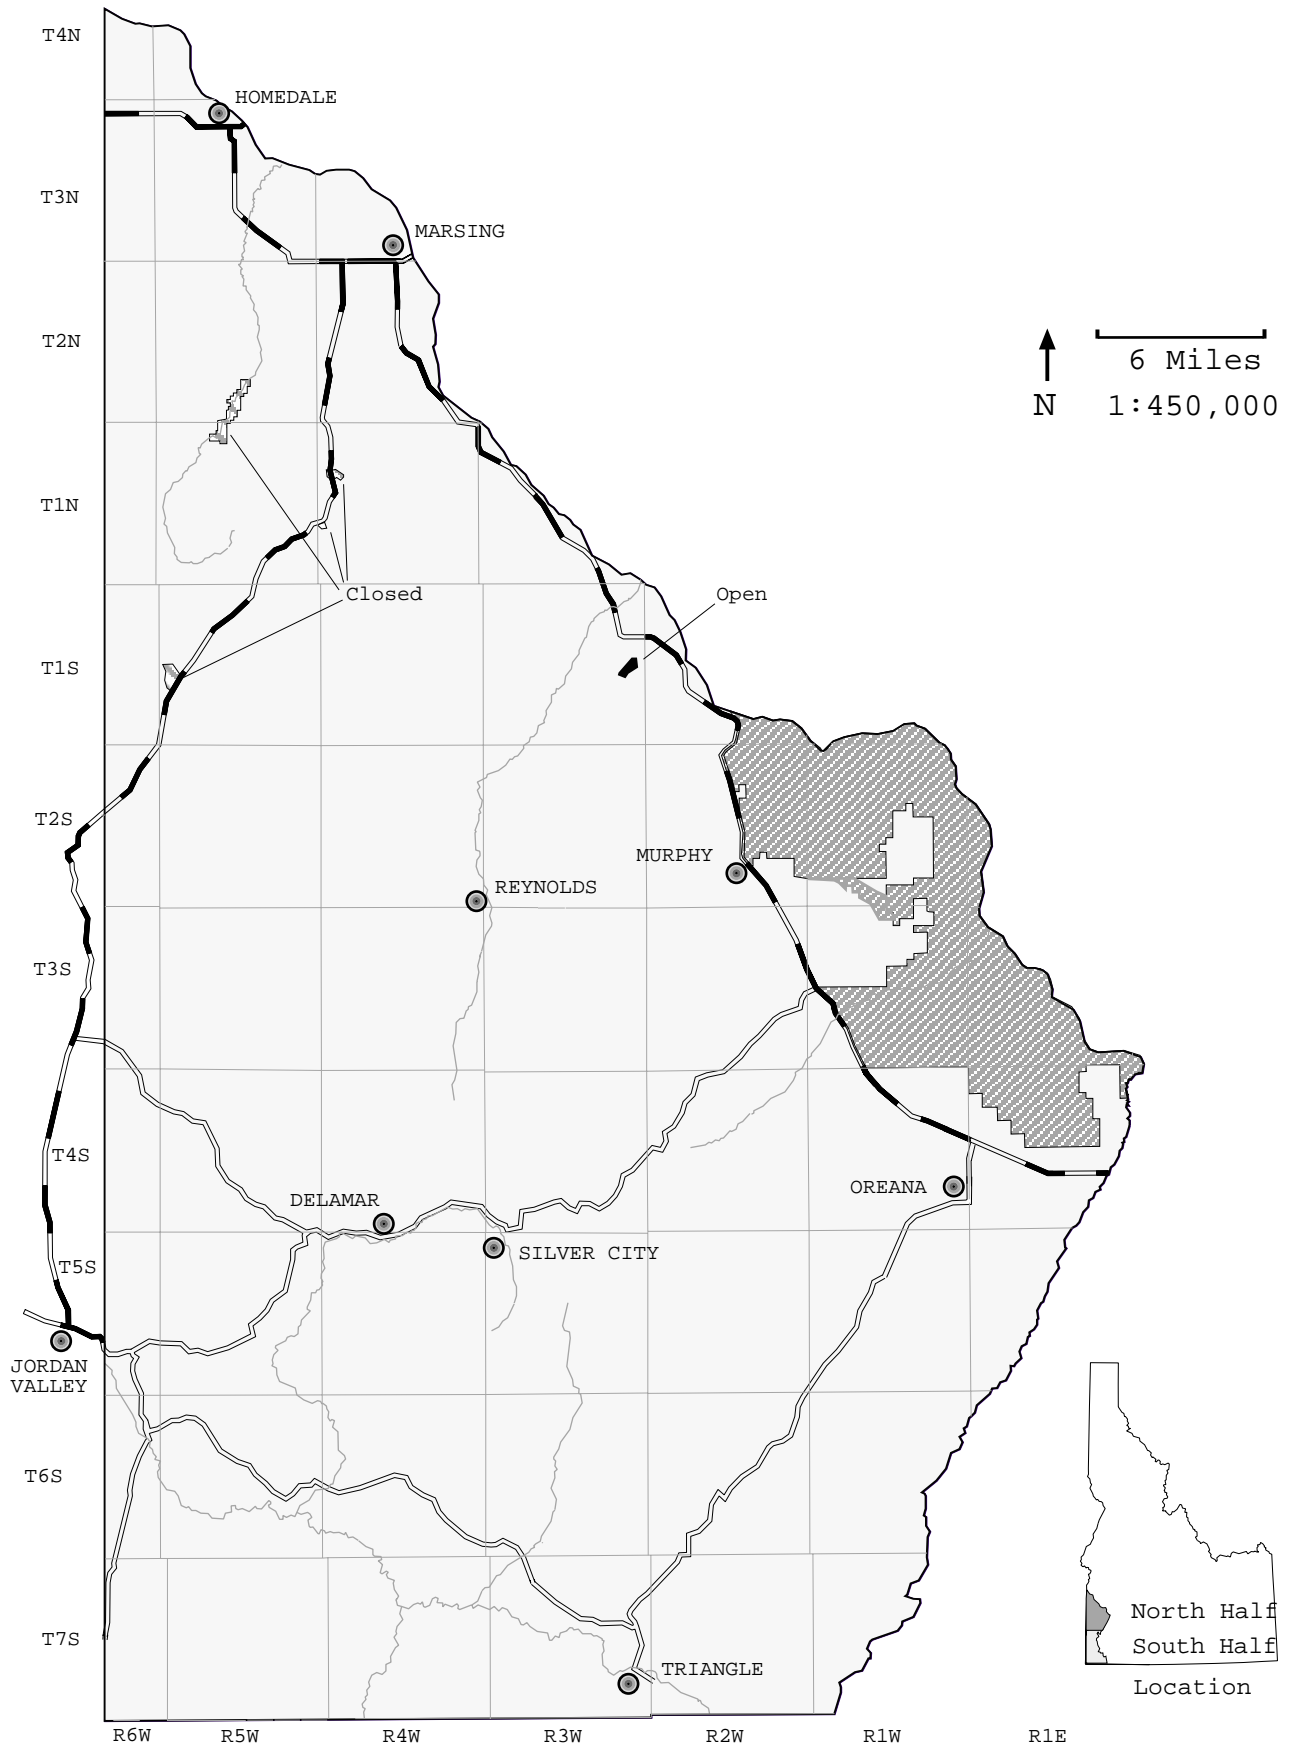 T4N
HOMEDALE
T3N
MARSING
T2N
6 Miles
N 1:450,000
T1N
Closed
Open
T1S
T2S
MURPHY
REYNOLDS
T3S
T4S
OREANA
DELAMAR
SILVER CITY
T5S
JORDAN
VALLEY
T6S
North Half
T7S
South Half
TRIANGLE
Location
R6W R5W R4W R3W R2W R1W R1E